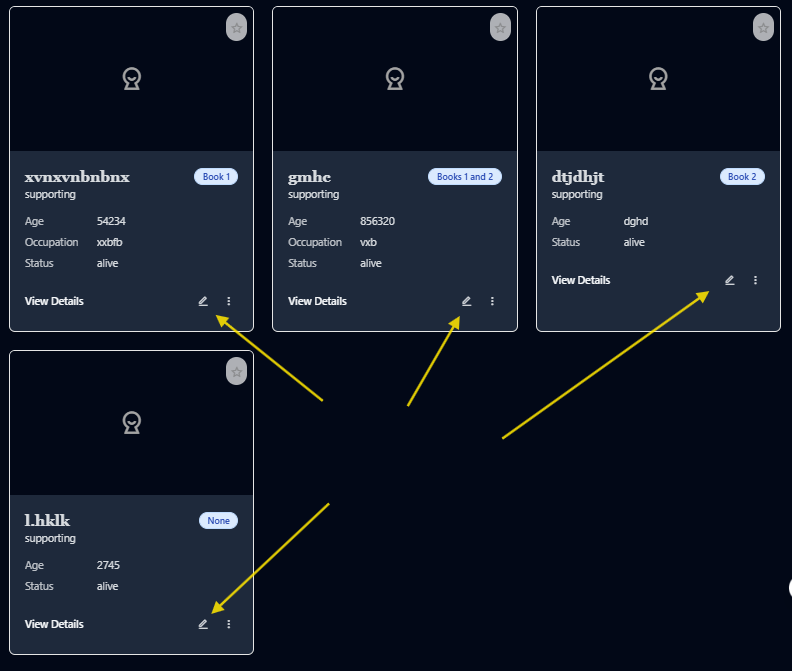 xvnxvnbnbnx Book 1
supporting
Age 54234
Occupation xxbfb
Status alive
View Details
gmhc Books 1 and 2
supporting
Age 856320
Occupation vxb
Status alive
View Details
dtjdhjt Book 2
supporting
Age dghd
Status alive
View Details
l.hklk None
supporting
Age 2745
Status alive
View Details